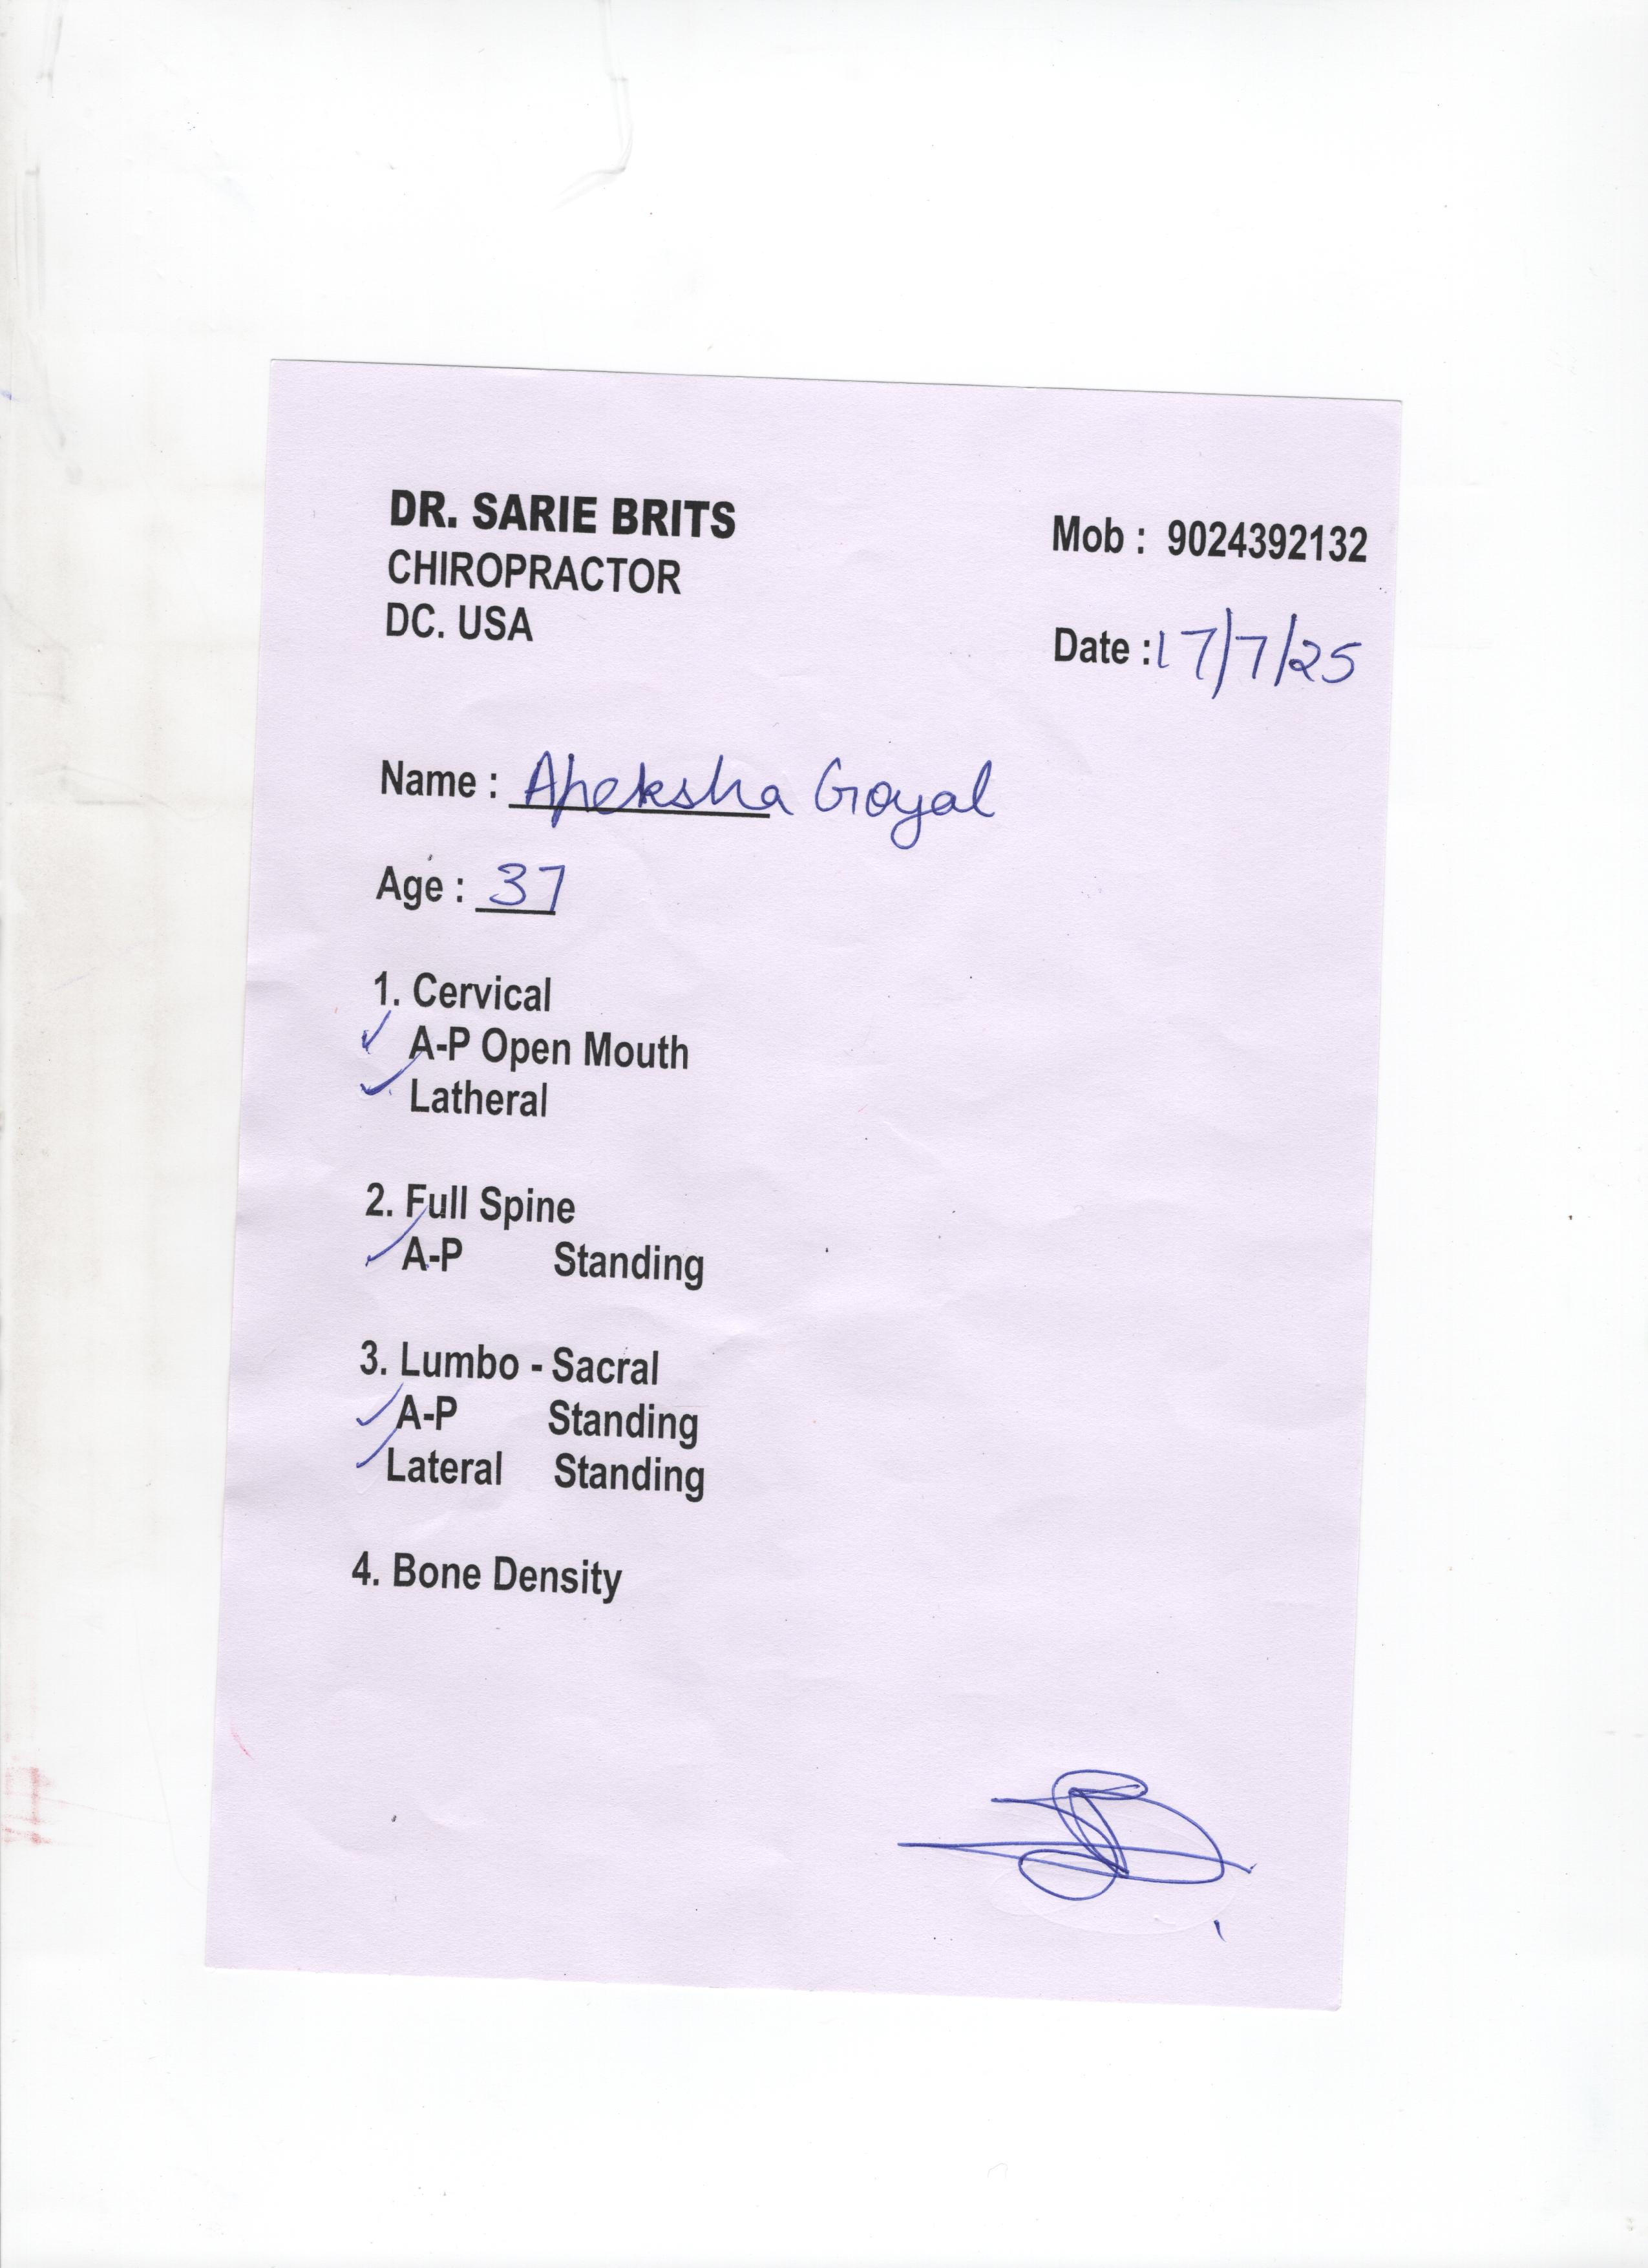 DR. SARIE BRITS
CHIROPRACTOR
DC. USA
Mob : 9024392132
Date : 17/7/25
Name : Apeksha Goyal
Age : 37
1. Cervical
✓ A-P Open Mouth
✓ Latheral
2. Full Spine
✓ A-P Standing
3. Lumbo - Sacral
✓ A-P Standing
✓ Lateral Standing
4. Bone Density